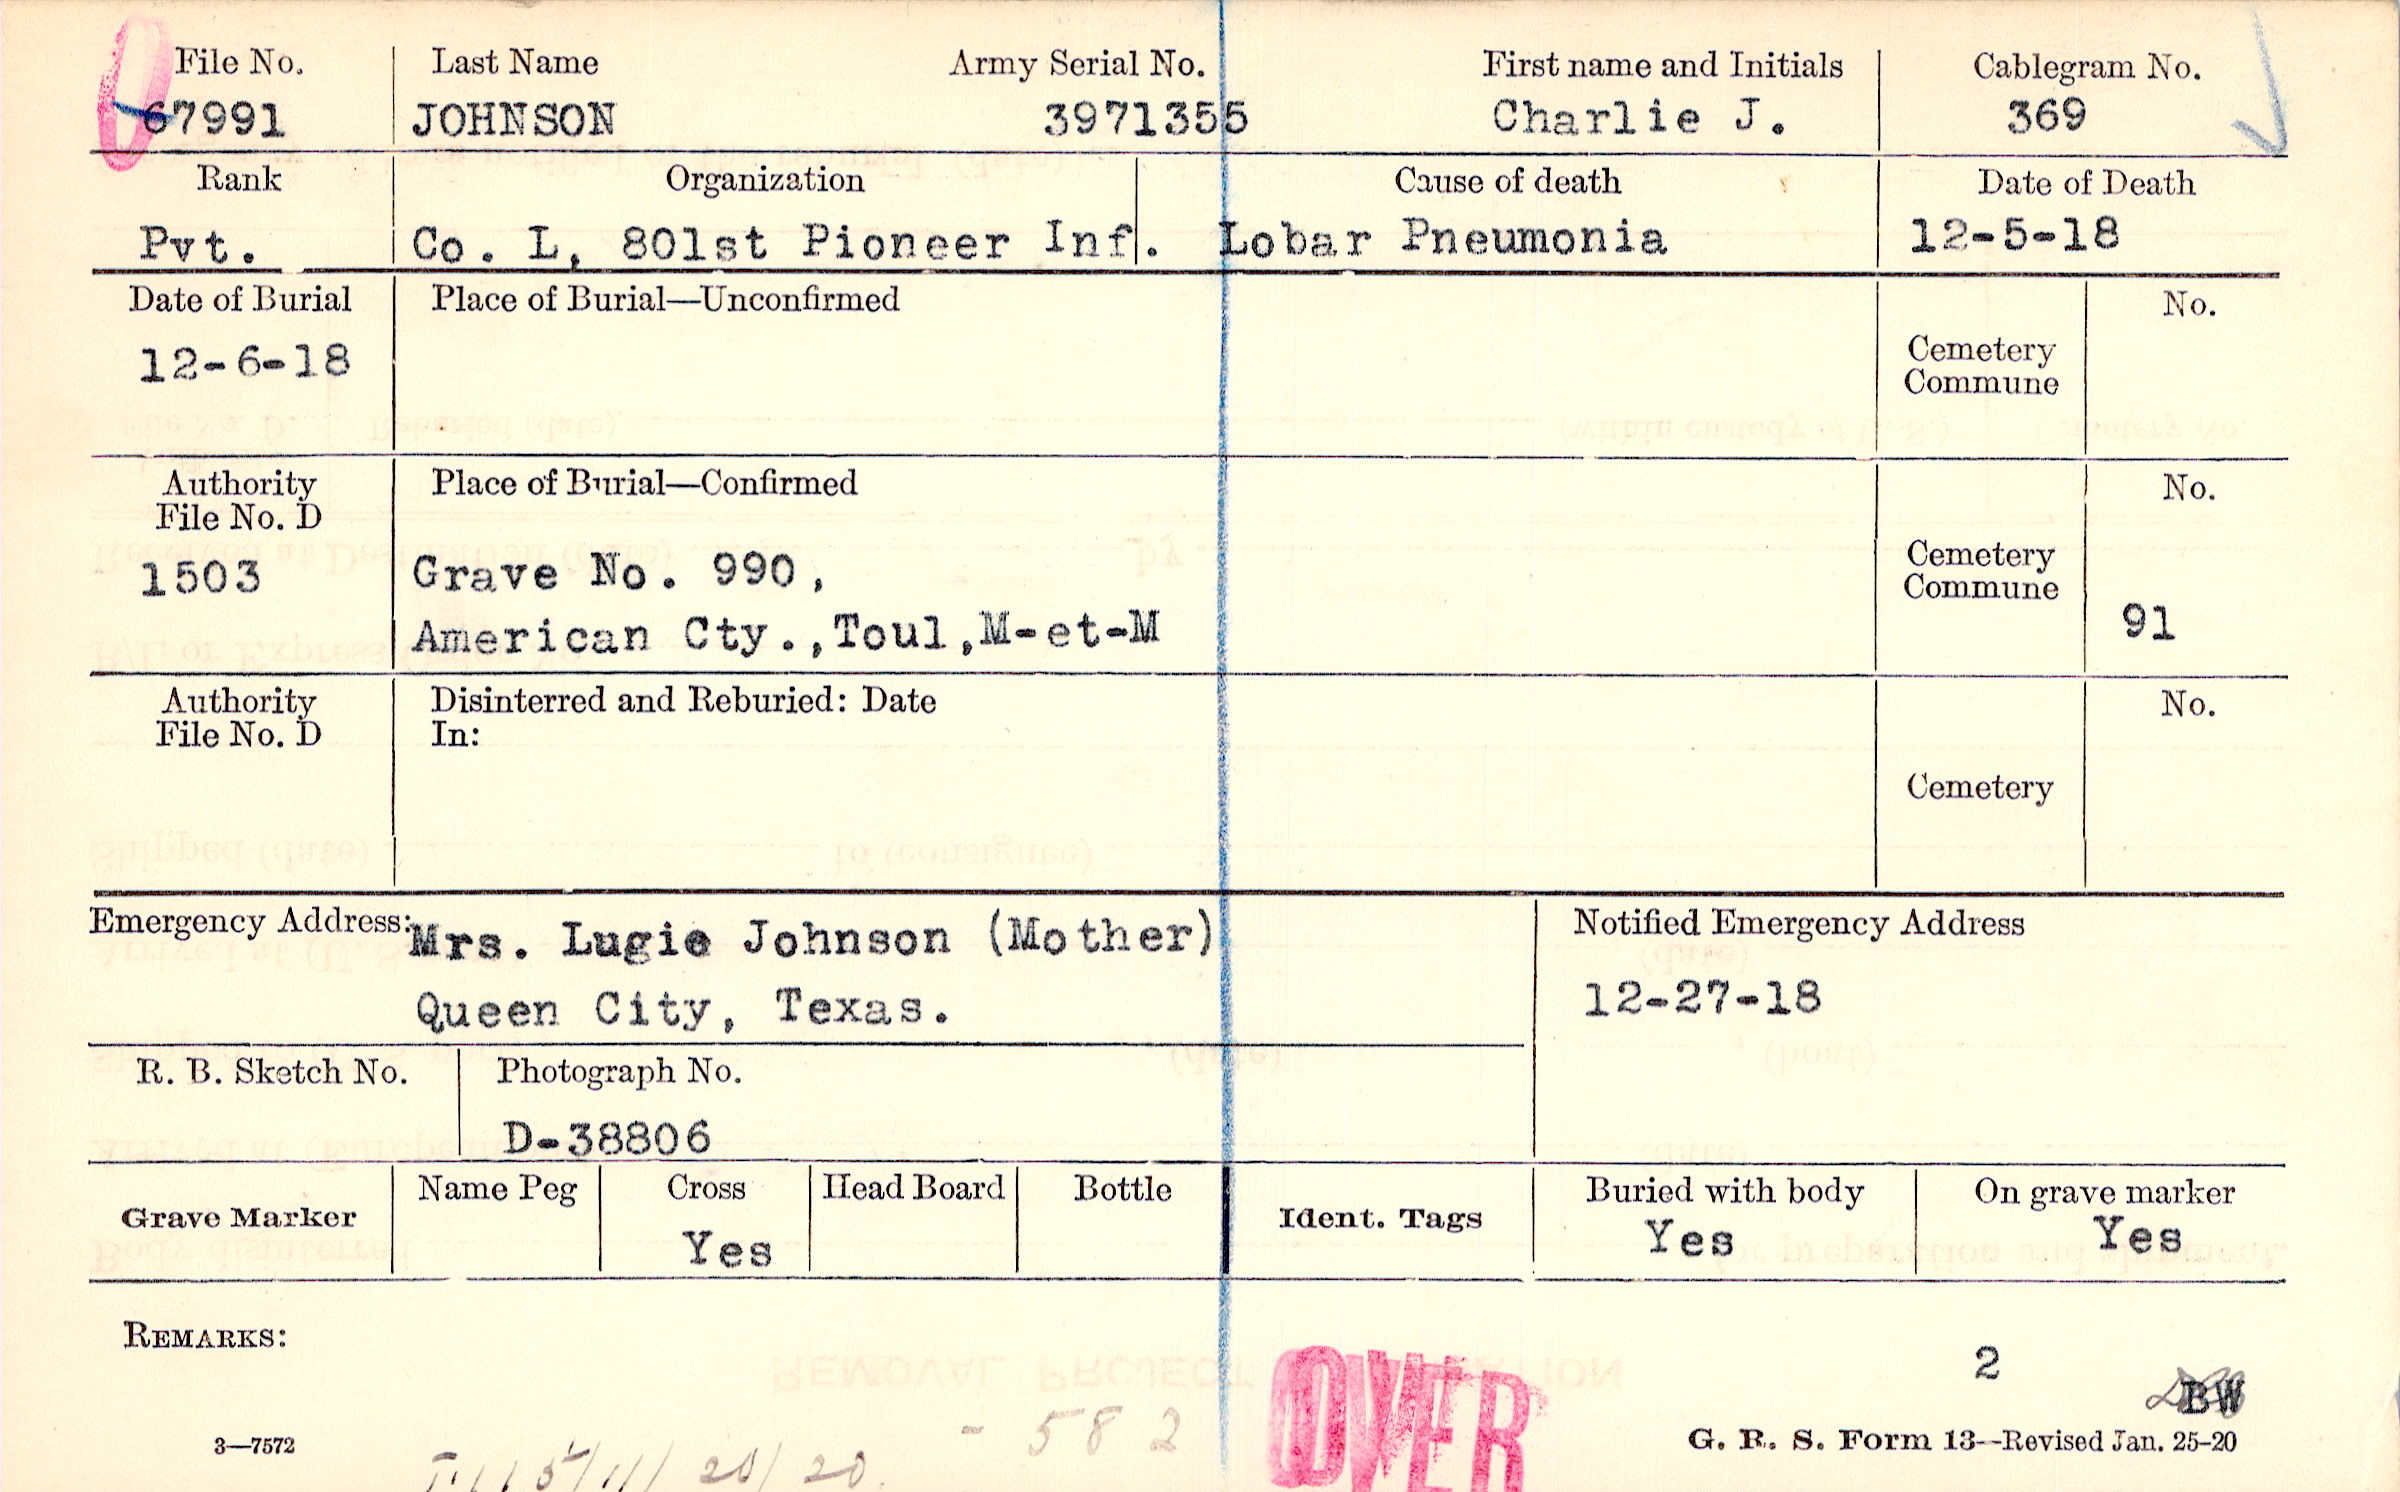 File No. Last Name Army Serial No. First name and Initials Cablegram No.
67991 JOHNSON 3971355 Charlie J. 369
Rank Organization Cause of death Date of Death
Pvt. Co. L, 801st Pioneer Inf. Lobar Pneumonia 12-5-18
Date of Burial Place of Burial—Unconfirmed No.
12-6-18
Cemetery
Commune
Authority Place of Burial—Confirmed No.
File No. D
1503 Grave No. 990, Cemetery
Commune
American Cty.,Toul,M-et-M 91
Authority Disinterred and Reburied: Date No.
File No. D In:
Cemetery
Emergency Address: Mrs. Lugie Johnson (Mother) Notified Emergency Address
Queen City, Texas. 12-27-18
R. B. Sketch No. Photograph No.
D-38806
Grave Marker Name Peg Cross Head Board Bottle Ident. Tags Buried with body On grave marker
Yes Yes Yes
REMARKS:
2
BW
- 582 OVER
3—7572 G. R. S. Form 13—Revised Jan. 25-20
20/20.